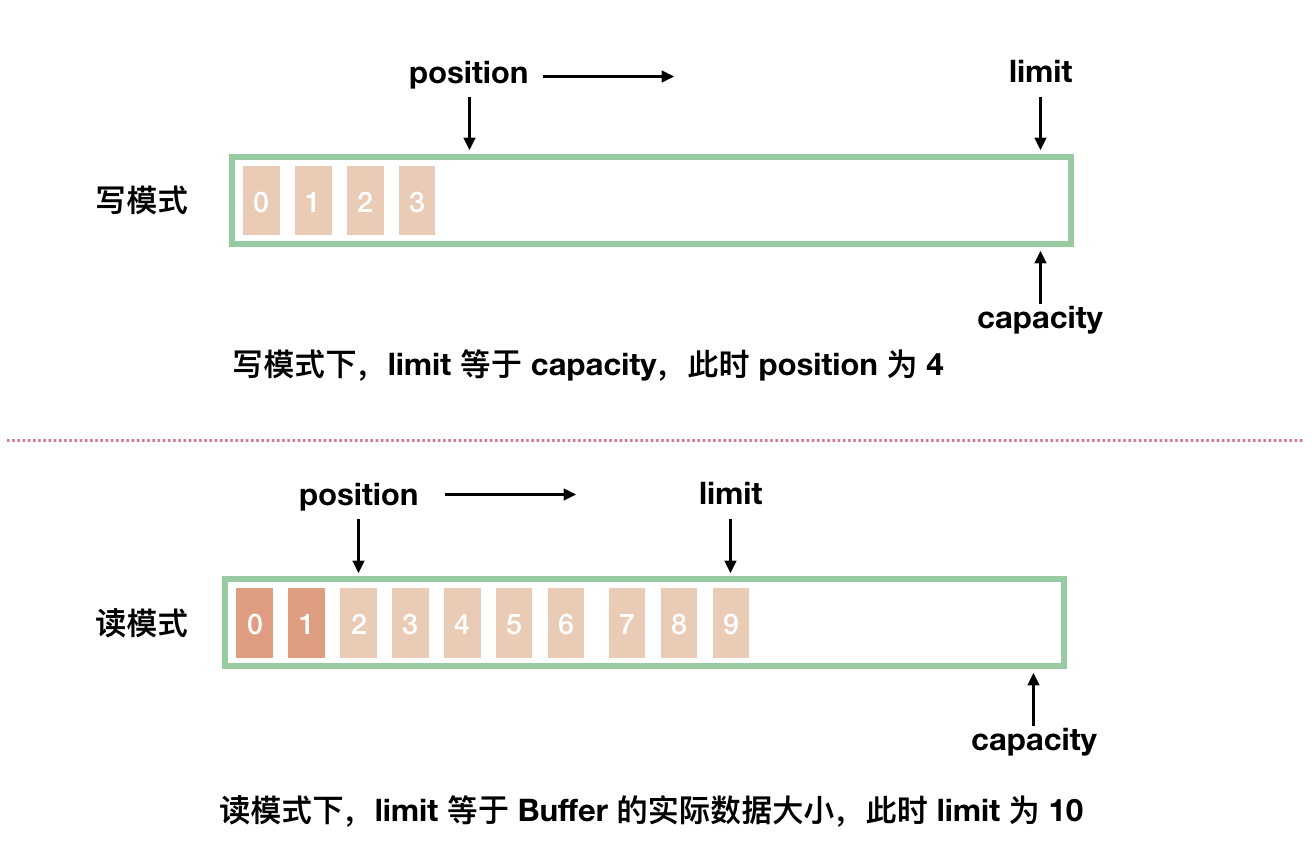 position limit
写模式
0 1 2 3
capacity
写模式下，limit 等于 capacity，此时 position 为 4
position limit
读模式
0 1 2 3 4 5 6 7 8 9
capacity
读模式下，limit 等于 Buffer 的实际数据大小，此时 limit 为 10